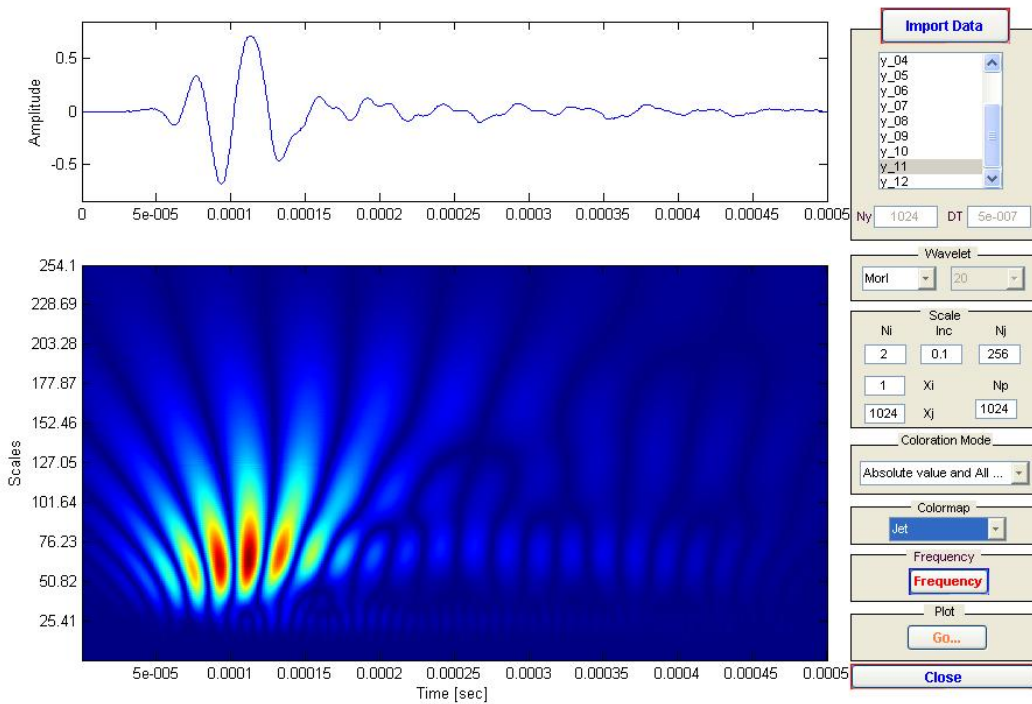 Import Data
y_04
y_05
y_06
y_07
y_08
y_09
y_10
y_11
y_12
Ny 1024 DT 5e-007
Amplitude
0.5
0
-0.5
0 5e-005 0.0001 0.00015 0.0002 0.00025 0.0003 0.00035 0.0004 0.00045 0.0005
Wavelet
Morl 20
Scale
Ni Inc Nj
2 0.1 256
1 Xi Np
1024 Xj 1024
Coloration Mode
Absolute value and All ...
Colormap
Jet
Frequency
Frequency
Plot
Go...
Close
Scales
254.1
228.69
203.28
177.87
152.46
127.05
101.64
76.23
50.82
25.41
5e-005 0.0001 0.00015 0.0002 0.00025 0.0003 0.00035 0.0004 0.00045 0.0005
Time [sec]